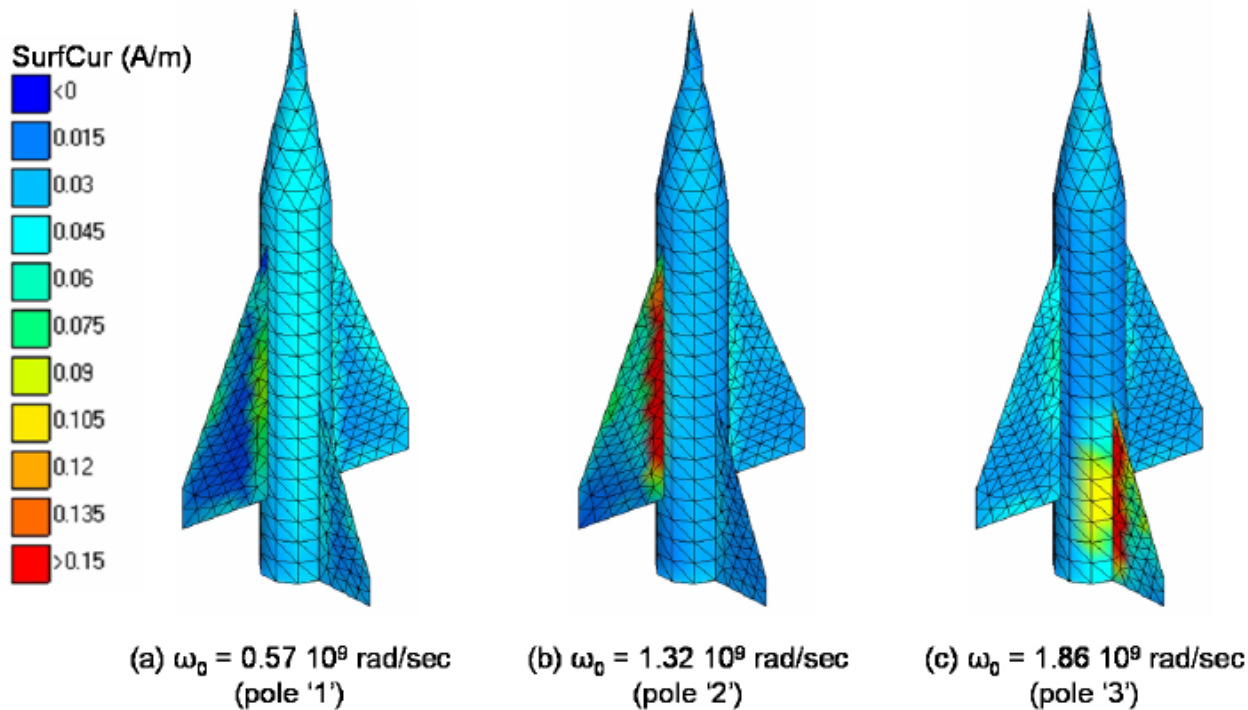 SurfCur (A/m)
<0
0.015
0.03
0.045
0.06
0.075
0.09
0.105
0.12
0.135
>0.15
(a) ω₀ = 0.57 10⁹ rad/sec
(pole ‘1’)
(b) ω₀ = 1.32 10⁹ rad/sec
(pole ‘2’)
(c) ω₀ = 1.86 10⁹ rad/sec
(pole ‘3’)